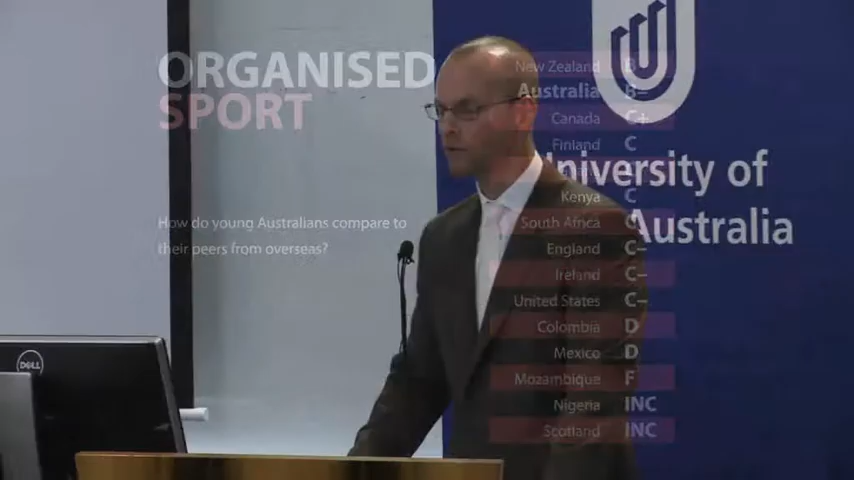 ORGANISED
SPORT
How do young Australians compare to
their peers from overseas?
New Zealand B
Australia B–
Canada C+
Finland C
C
Kenya C
South Africa
England C–
Ireland C–
United States C–
Colombia D
Mexico D
Mozambique F
Nigeria INC
Scotland INC
University of
Australia
DELL